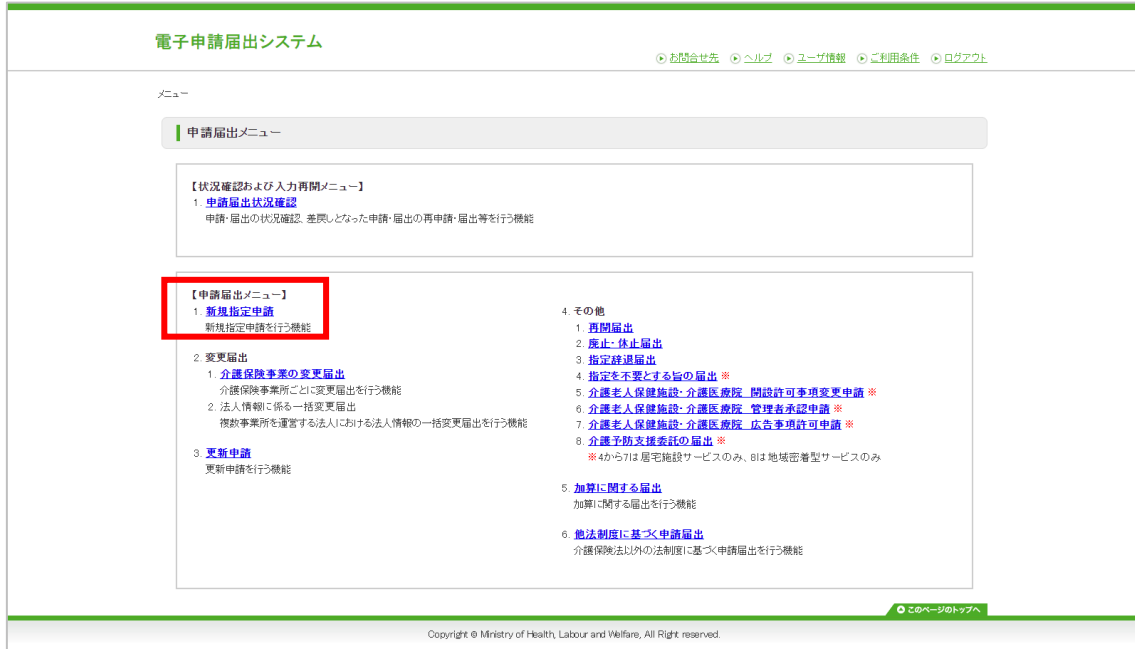 電子申請届出システム
お問合せ先 ヘルプ ユーザ情報 ご利用条件 ログアウト
メニュー
申請届出メニュー
【状況確認および入力再開メニュー】
1. 申請届出状況確認
申請・届出の状況確認、差戻しとなった申請・届出の再申請・届出等を行う機能
【申請届出メニュー】
1. 新規指定申請
新規指定申請を行う機能
2. 変更届出
1. 介護保険事業の変更届出
介護保険事業所ごとに変更届出を行う機能
2. 法人情報に係る一括変更届出
複数事業所を運営する法人における法人情報の一括変更届出を行う機能
3. 更新申請
更新申請を行う機能
4. その他
1. 再開届出
2. 廃止・休止届出
3. 指定辞退届出
4. 指定を不要とする旨の届出 ※
5. 介護老人保健施設・介護医療院 開設許可事項変更申請 ※
6. 介護老人保健施設・介護医療院 管理者承認申請 ※
7. 介護老人保健施設・介護医療院 広告事項許可申請 ※
8. 介護予防支援委託の届出 ※
※4から7は居宅施設サービスのみ、8は地域密着型サービスのみ
5. 加算に関する届出
加算に関する届出を行う機能
6. 他法制度に基づく申請届出
介護保険法以外の法制度に基づく申請届出を行う機能
このページのトップへ
Copyright © Ministry of Health, Labour and Welfare, All Right reserved.